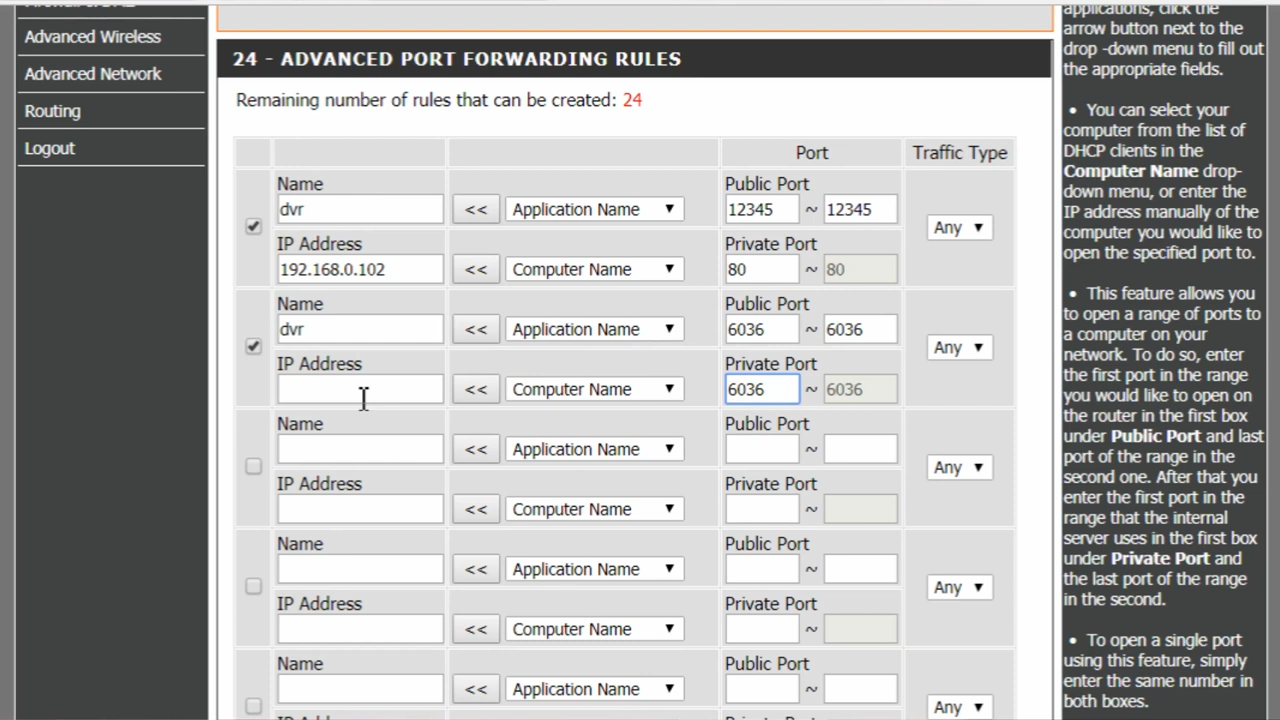 Advanced Wireless
Advanced Network
Routing
Logout
24 - ADVANCED PORT FORWARDING RULES
Remaining number of rules that can be created: 24
Port
Traffic Type
Name
Public Port
dvr
<<
Application Name
12345 ~ 12345
Any
IP Address
Private Port
192.168.0.102
<<
Computer Name
80 ~ 80
Name
Public Port
dvr
<<
Application Name
6036 ~ 6036
Any
IP Address
Private Port
<<
Computer Name
6036 ~ 6036
Name
Public Port
<<
Application Name
~
Any
IP Address
Private Port
<<
Computer Name
~
Name
Public Port
<<
Application Name
~
Any
IP Address
Private Port
<<
Computer Name
~
Name
Public Port
<<
Application Name
~
Any
applications, click the
arrow button next to the
drop -down menu to fill out
the appropriate fields.
• You can select your
computer from the list of
DHCP clients in the
Computer Name drop-
down menu, or enter the
IP address manually of the
computer you would like to
open the specified port to.
• This feature allows you
to open a range of ports to
a computer on your
network. To do so, enter
the first port in the range
you would like to open on
the router in the first box
under Public Port and last
port of the range in the
second one. After that you
enter the first port in the
range that the internal
server uses in the first box
under Private Port and
the last port of the range
in the second.
• To open a single port
using this feature, simply
enter the same number in
both boxes.